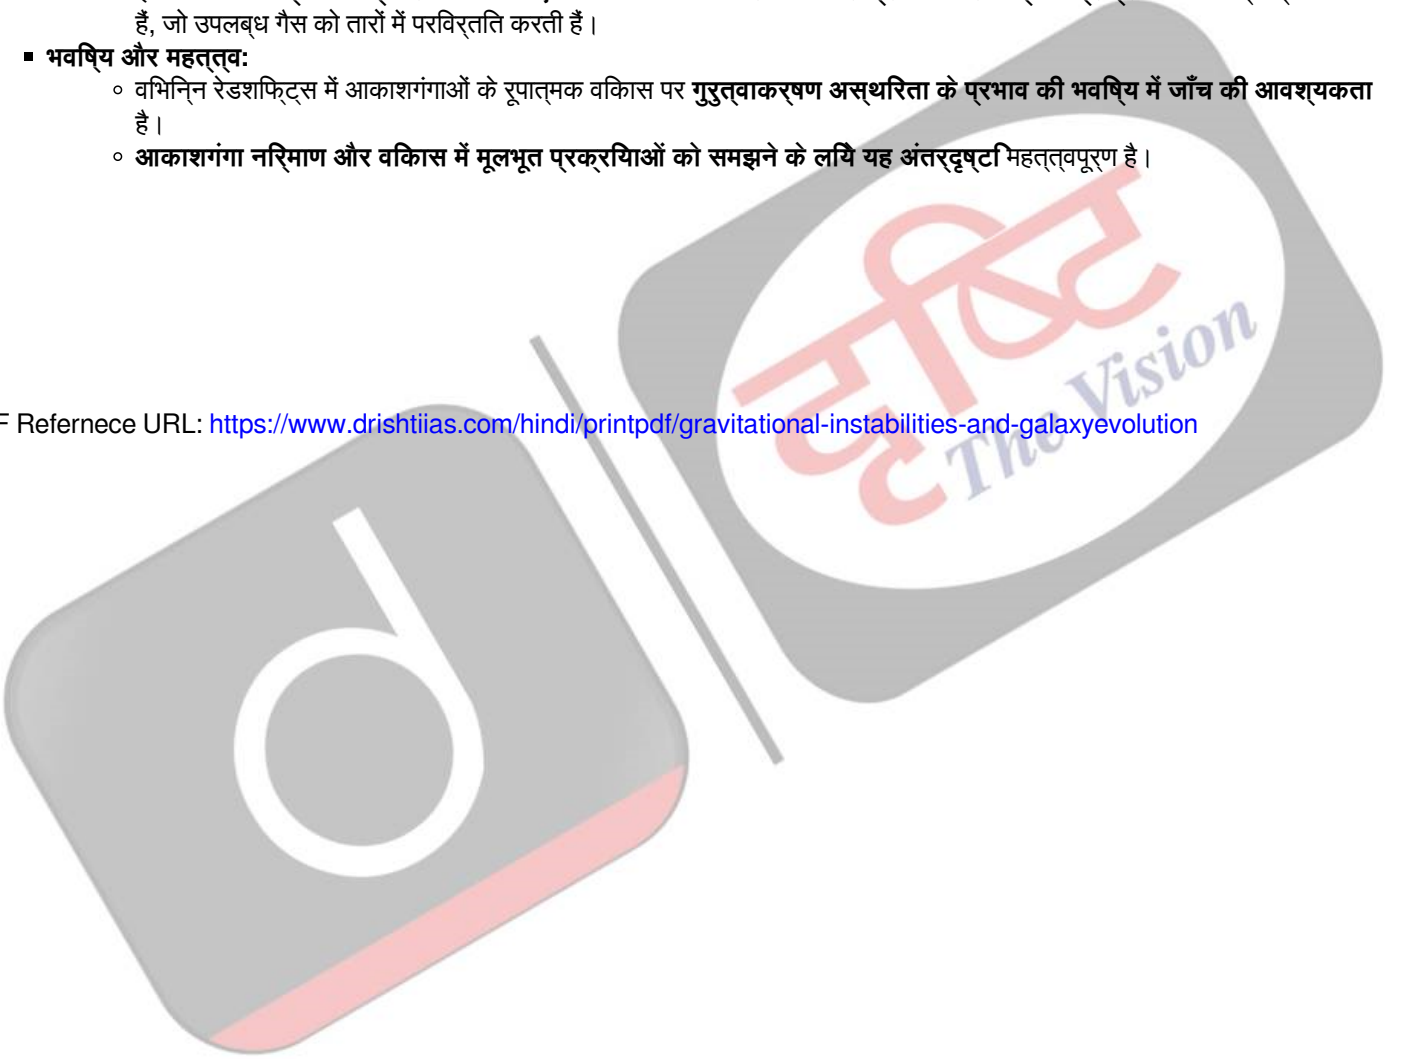 हैं, जो उपलब्ध गैस को तारों में परिवर्तित करती हैं।
▪ भविष्य और महत्त्व:
○ विभिन्न रेडशिफ्ट्स में आकाशगंगाओं के रूपात्मक विकास पर गुरुत्वाकर्षण अस्थिरता के प्रभाव की भविष्य में जाँच की आवश्यकता
है।
○ आकाशगंगा निर्माण और विकास में मूलभूत प्रक्रियाओं को समझने के लिये यह अंतर्दृष्टि महत्त्वपूर्ण है।
दृष्टि
The Vision
Refernece URL: https://www.drishtiias.com/hindi/printpdf/gravitational-instabilities-and-galaxyevolution
d